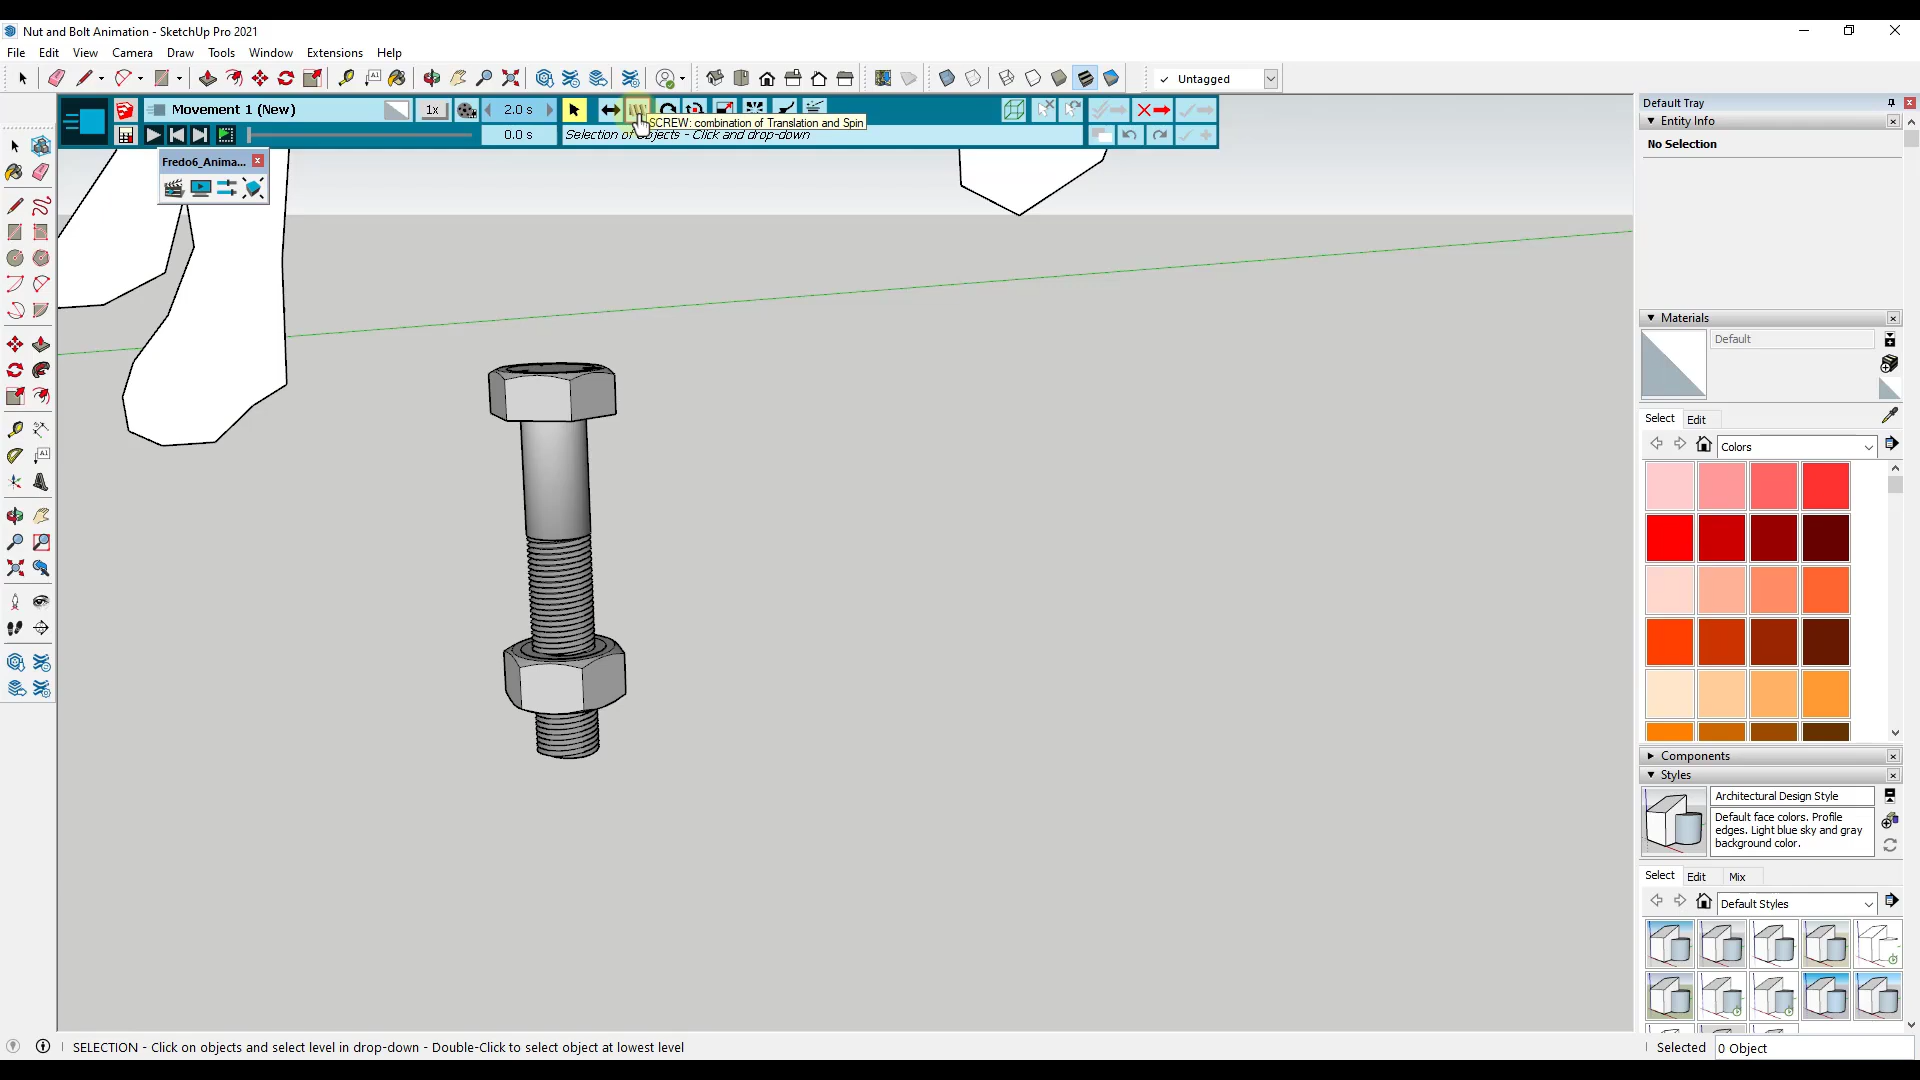 Nut and Bolt Animation - SketchUp Pro 2021
File Edit View Camera Draw Tools Window Extensions Help
Untagged
Movement 1 (New)
1x
2.0 s
SCREW: combination of Translation and Spin
0.0 s
Selection of Objects - Click and drop-down
Fredo6_Anima...
Default Tray
Entity Info
No Selection
Materials
Default
Select Edit
Colors
Components
Styles
Architectural Design Style
Default face colors. Profile
edges. Light blue sky and gray
background color.
Select Edit Mix
Default Styles
SELECTION - Click on objects and select level in drop-down - Double-Click to select object at lowest level
Selected 0 Object